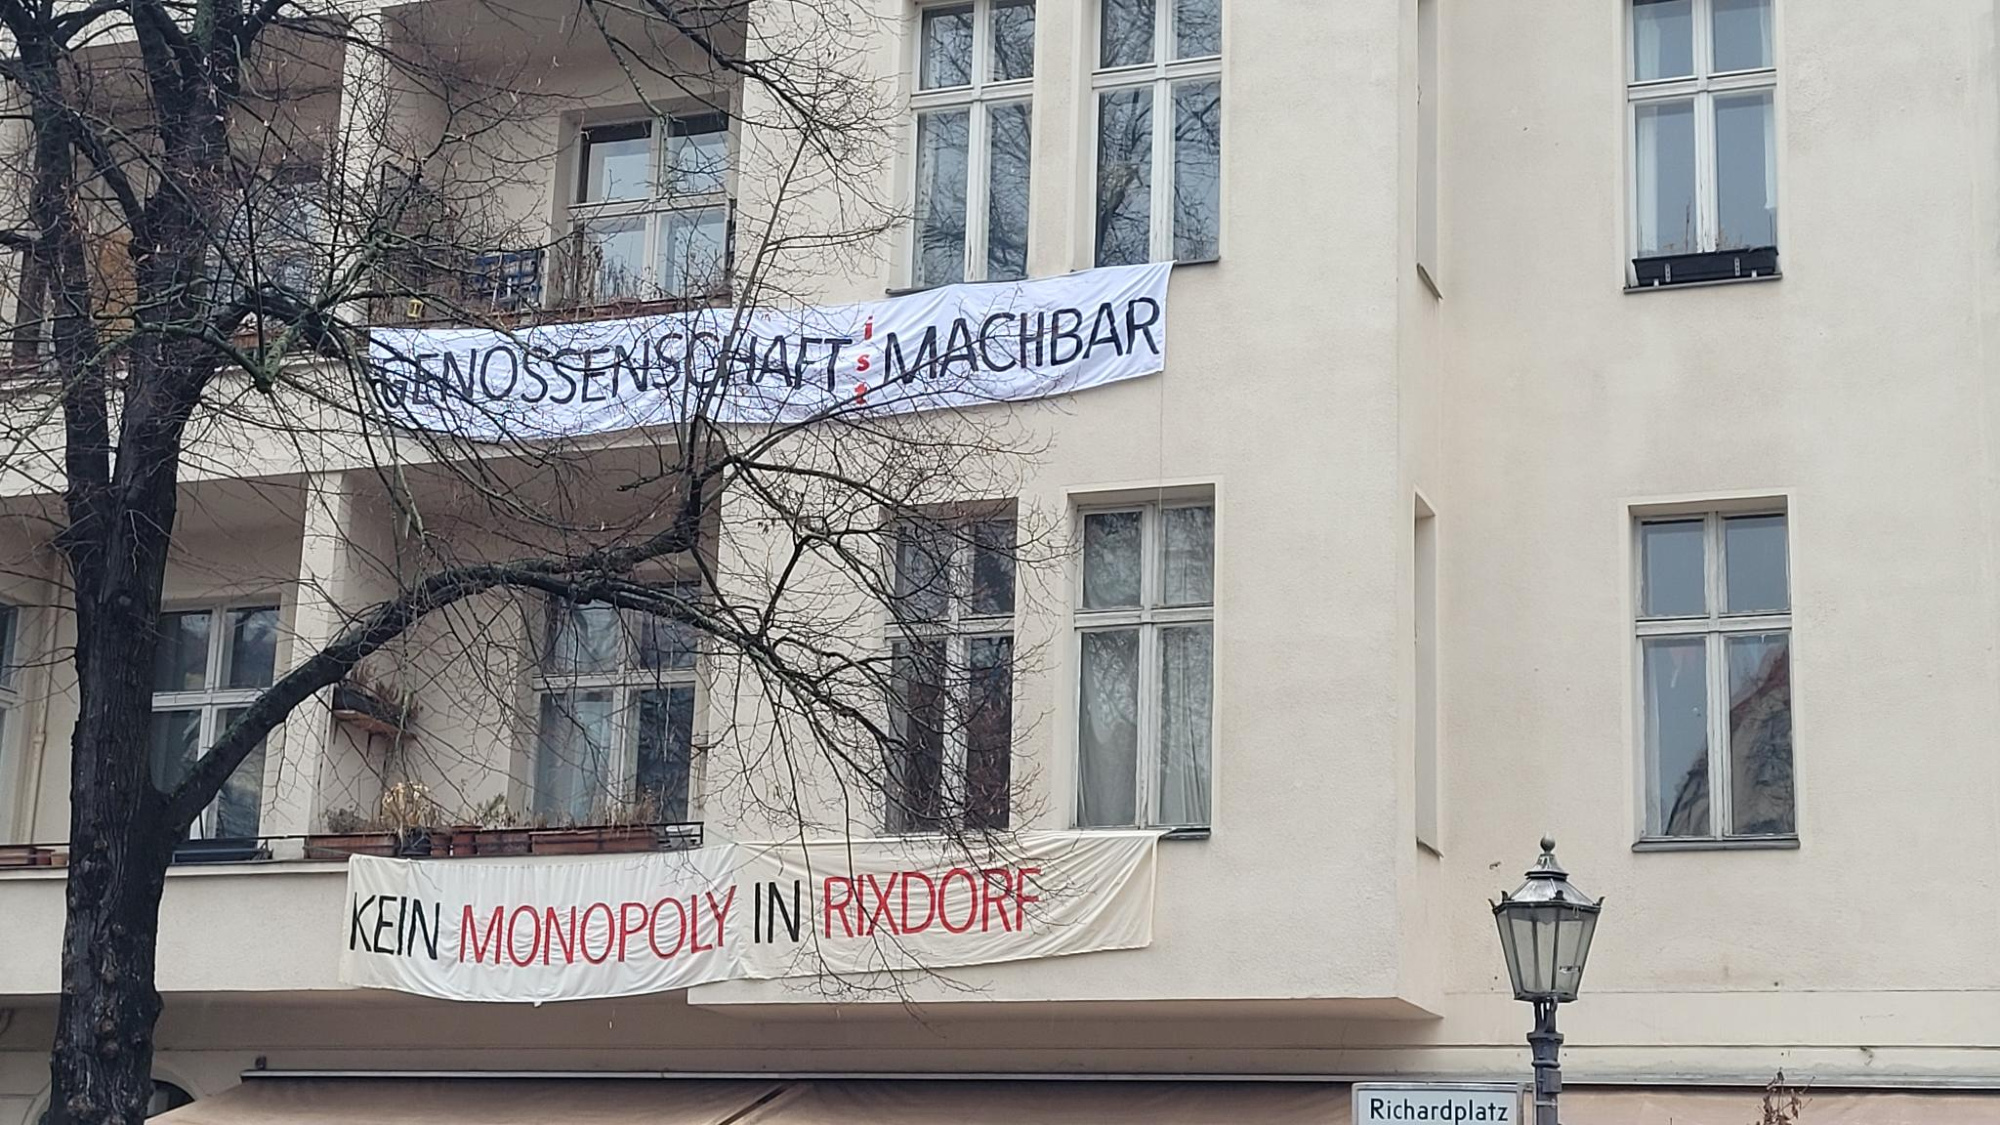 GENOSSENSCHAFT ist MACHBAR
KEIN MONOPOLY IN RIXDORF
Richardplatz